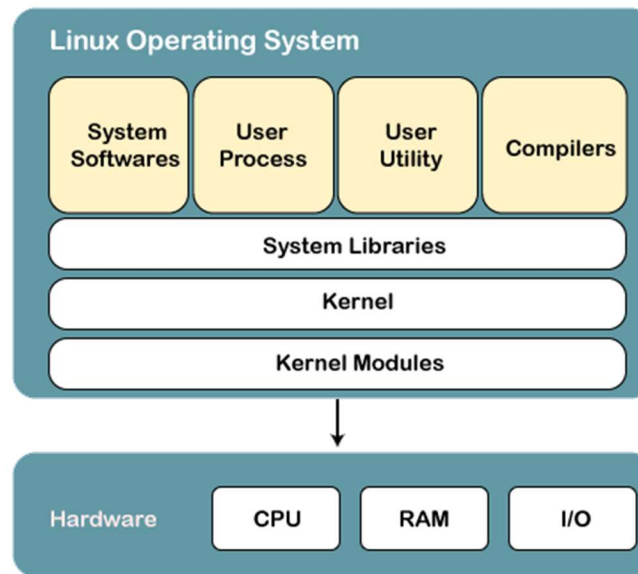 Linux Operating System
System
Softwares
User
Process
User
Utility
Compilers
System Libraries
Kernel
Kernel Modules
Hardware
CPU
RAM
I/O